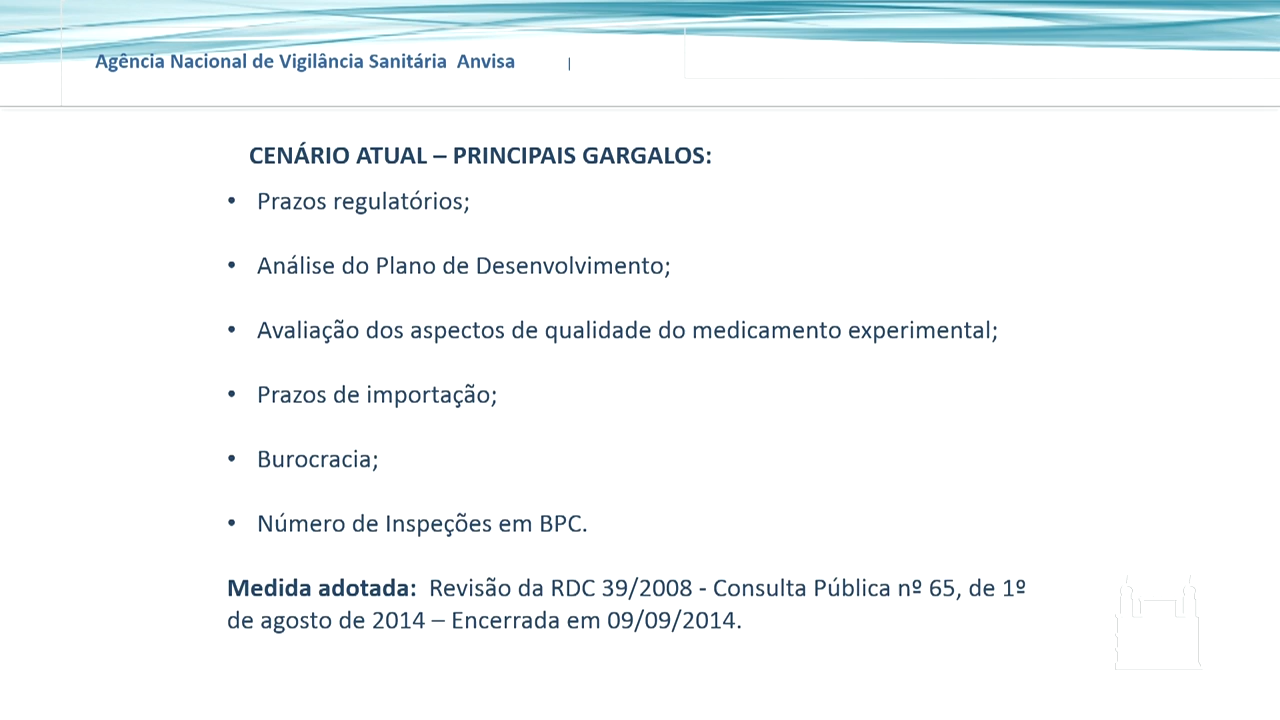 Agência Nacional de Vigilância Sanitária  Anvisa |
CENÁRIO ATUAL – PRINCIPAIS GARGALOS:
• Prazos regulatórios;
• Análise do Plano de Desenvolvimento;
• Avaliação dos aspectos de qualidade do medicamento experimental;
• Prazos de importação;
• Burocracia;
• Número de Inspeções em BPC.
Medida adotada:  Revisão da RDC 39/2008 - Consulta Pública nº 65, de 1º
de agosto de 2014 – Encerrada em 09/09/2014.